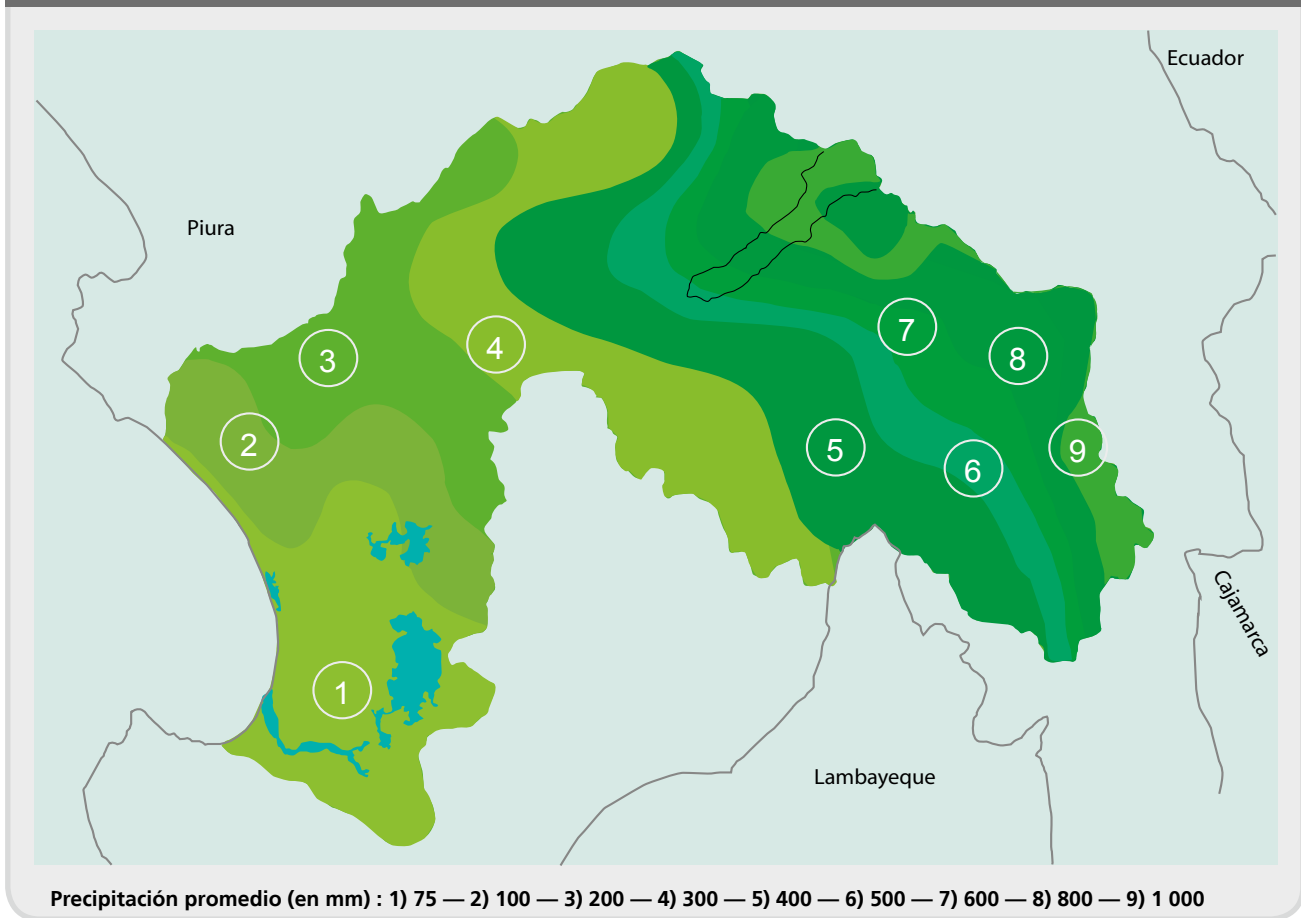 Ecuador
Piura
3
4
7
8
2
5
6
9
1
Cajamarca
Lambayeque
Precipitación promedio (en mm) : 1) 75 — 2) 100 — 3) 200 — 4) 300 — 5) 400 — 6) 500 — 7) 600 — 8) 800 — 9) 1 000